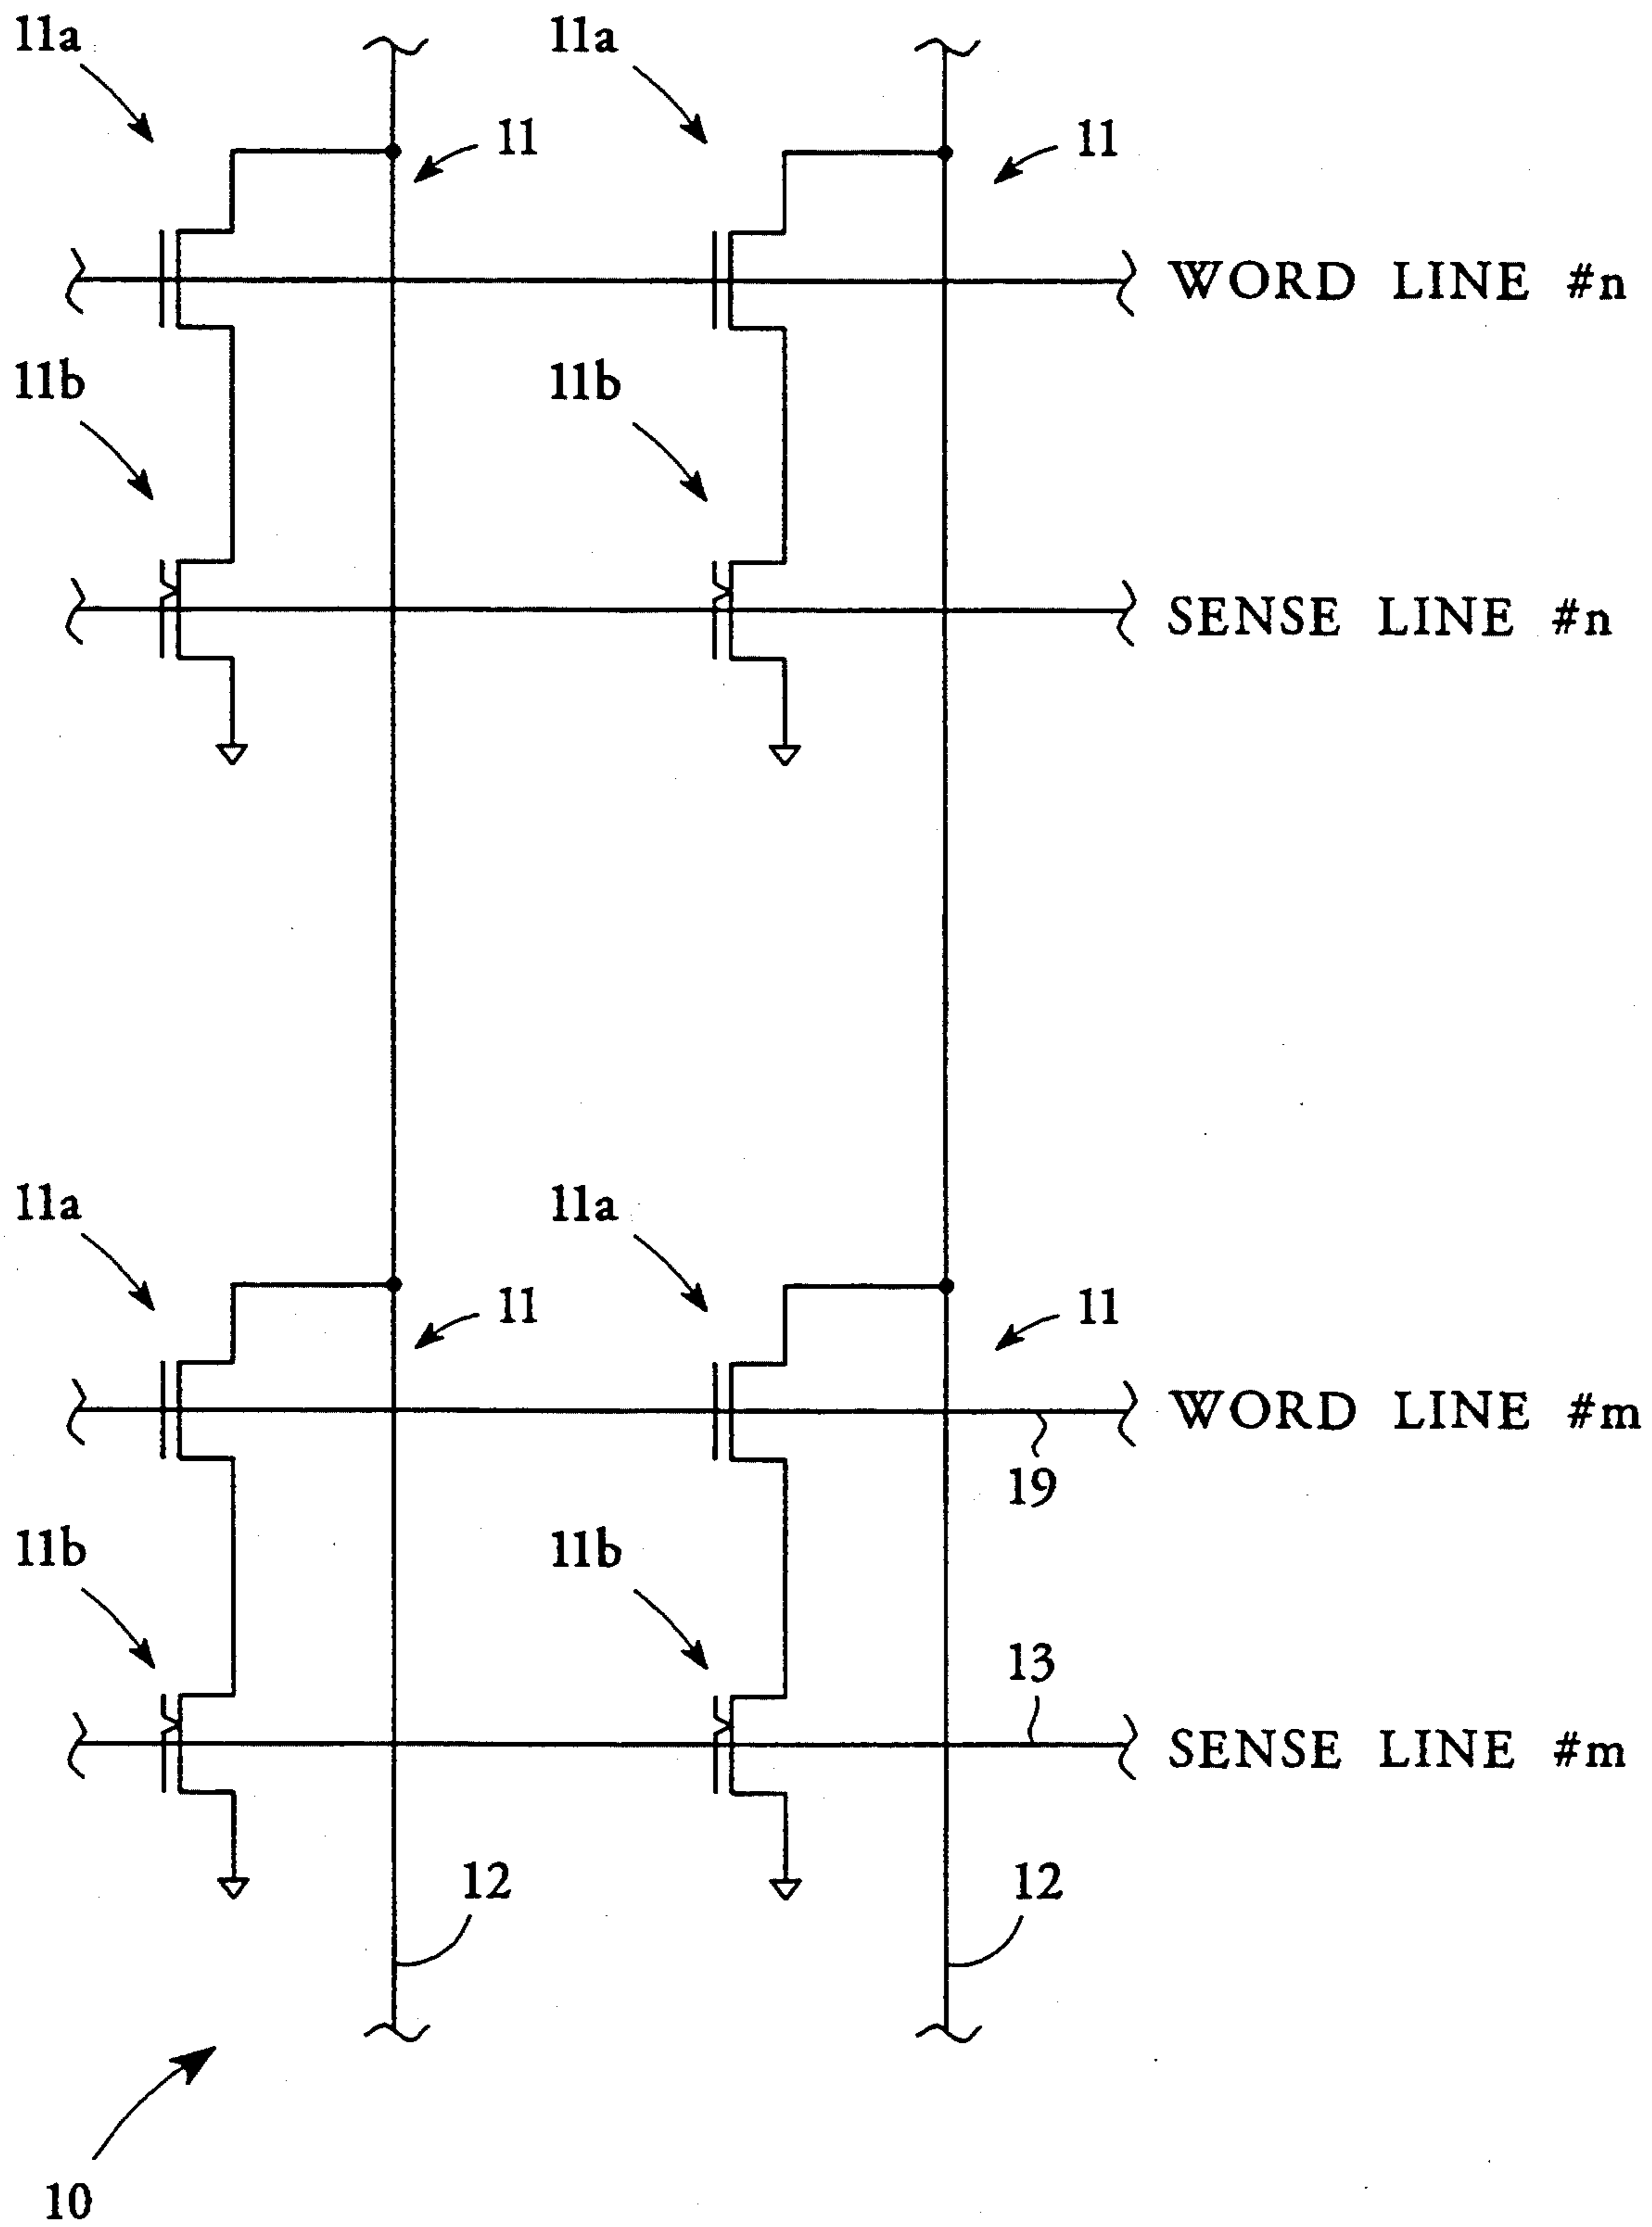 11a 11a
11 11
WORD LINE #n
11b 11b
SENSE LINE #n
11a 11a
11 11
WORD LINE #m
19
11b 11b
13
SENSE LINE #m
12 12
10